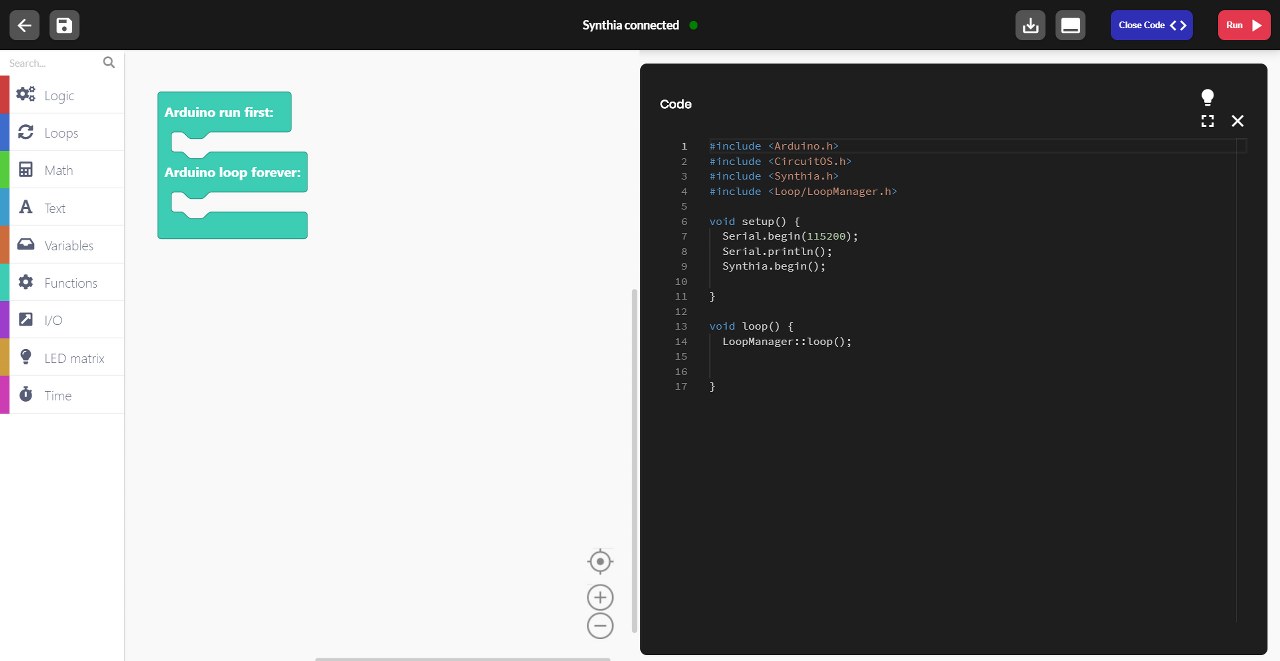 Synthia connected
Close Code
Run
Search...
Logic
Loops
Math
Text
Variables
Functions
I/O
LED matrix
Time
Arduino run first:
Arduino loop forever:
Code
1 #include <Arduino.h>
2 #include <CircuitOS.h>
3 #include <Synthia.h>
4 #include <Loop/LoopManager.h>
5
6 void setup() {
7 Serial.begin(115200);
8 Serial.println();
9 Synthia.begin();
10
11 }
12
13 void loop() {
14 LoopManager::loop();
15
16
17 }